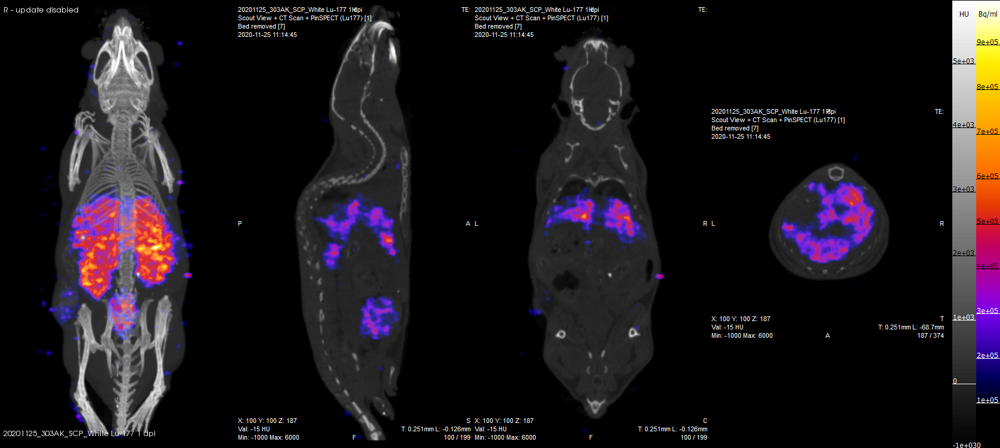 R - update disabled
20201125_303AK_SCP_White Lu-177 1 dpi
20201125_303AK_SCP_White Lu-177 1 dpi
Scout View + CT Scan + PinSPECT (Lu177) [1]
Bed removed [7]
2020-11-25 11:14:45
TE:
P
A
X: 100 Y: 100 Z: 187
Val: -15 HU
Min: -1000 Max: 6000
F
S
T: 0.251mm L: -0.126mm
100 / 199
20201125_303AK_SCP_White Lu-177 1 dpi
Scout View + CT Scan + PinSPECT (Lu177) [1]
Bed removed [7]
2020-11-25 11:14:45
TE:
L
R
X: 100 Y: 100 Z: 187
Val: -15 HU
Min: -1000 Max: 6000
F
C
T: 0.251mm L: -0.126mm
100 / 199
20201125_303AK_SCP_White Lu-177 1 dpi
Scout View + CT Scan + PinSPECT (Lu177) [1]
Bed removed [7]
2020-11-25 11:14:45
TE:
L
R
X: 100 Y: 100 Z: 187
Val: -15 HU
Min: -1000 Max: 6000
A
T
T: 0.251mm L: -68.7mm
187 / 374
HU
5e+03
4e+03
3e+03
2e+03
1e+03
0
-1e+030
Bq/ml
9e+05
8e+05
7e+05
6e+05
5e+05
4e+05
3e+05
2e+05
1e+05